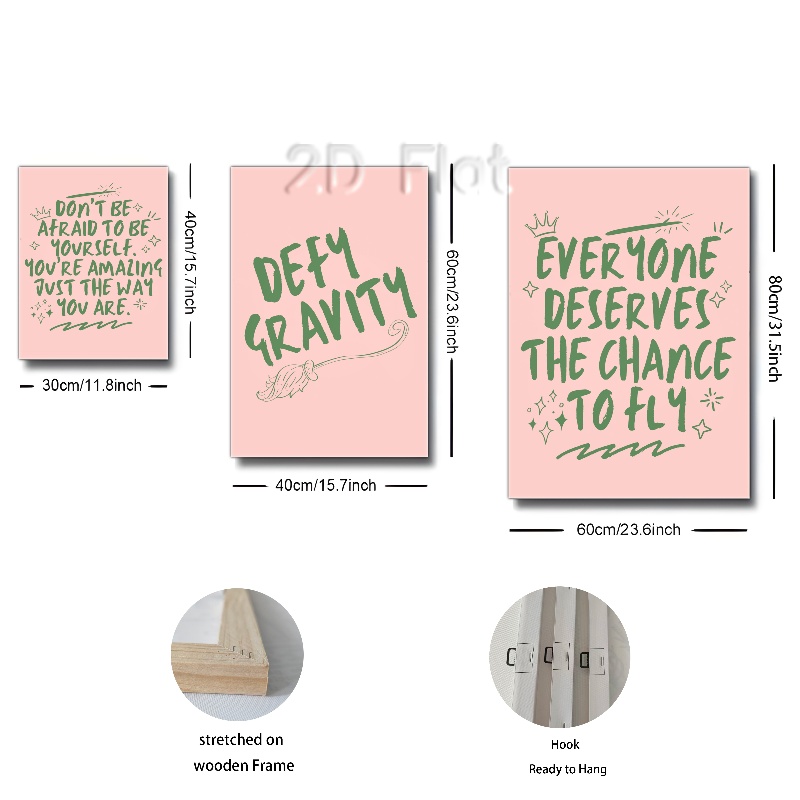 2D Flat
DON'T BE
AFRAID TO BE
YOURSELF.
YOU'RE AMAZING
JUST THE WAY
YOU ARE.
40cm/15.7inch
30cm/11.8inch
DEFY
GRAVITY
60cm/23.6inch
40cm/15.7inch
EVERYONE
DESERVES
THE CHANCE
TO FLY
80cm/31.5inch
60cm/23.6inch
stretched on
wooden Frame
Hook
Ready to Hang